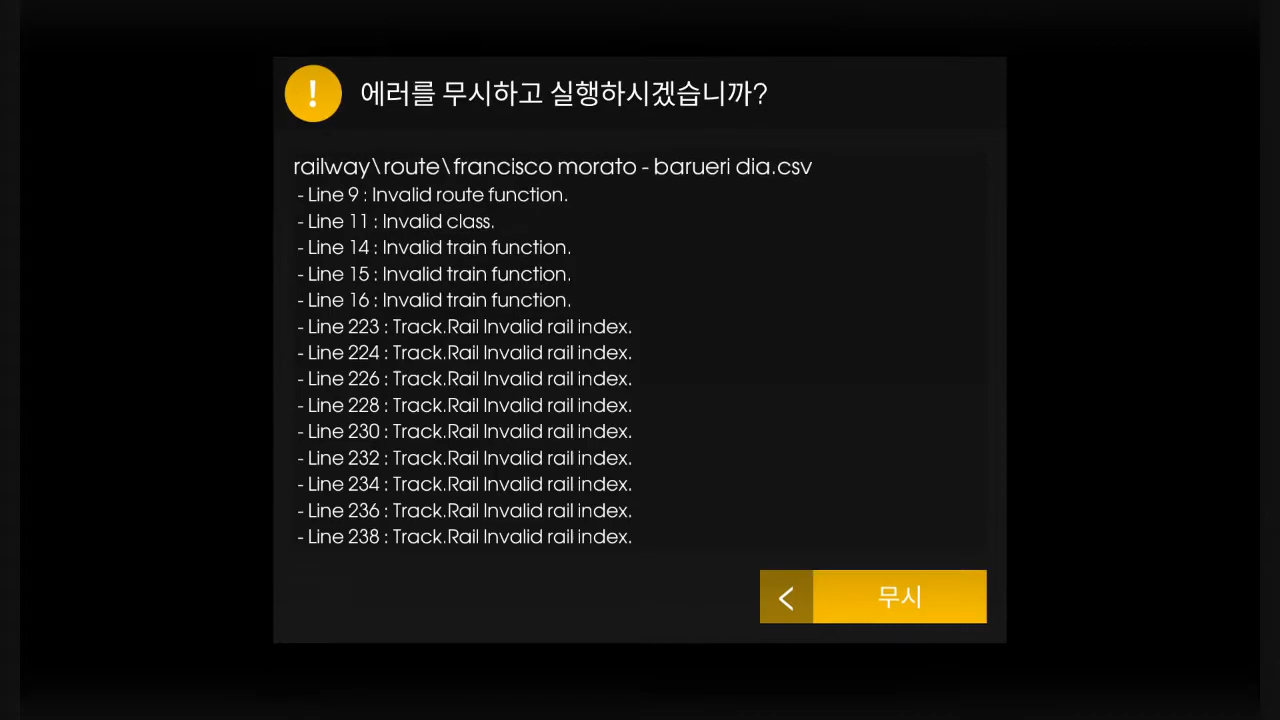 ! 에러를 무시하고 실행하시겠습니까?
railway\route\francisco morato - barueri dia.csv
- Line 9 : Invalid route function.
- Line 11 : Invalid class.
- Line 14 : Invalid train function.
- Line 15 : Invalid train function.
- Line 16 : Invalid train function.
- Line 223 : Track.Rail Invalid rail index.
- Line 224 : Track.Rail Invalid rail index.
- Line 226 : Track.Rail Invalid rail index.
- Line 228 : Track.Rail Invalid rail index.
- Line 230 : Track.Rail Invalid rail index.
- Line 232 : Track.Rail Invalid rail index.
- Line 234 : Track.Rail Invalid rail index.
- Line 236 : Track.Rail Invalid rail index.
- Line 238 : Track.Rail Invalid rail index.
< 무시